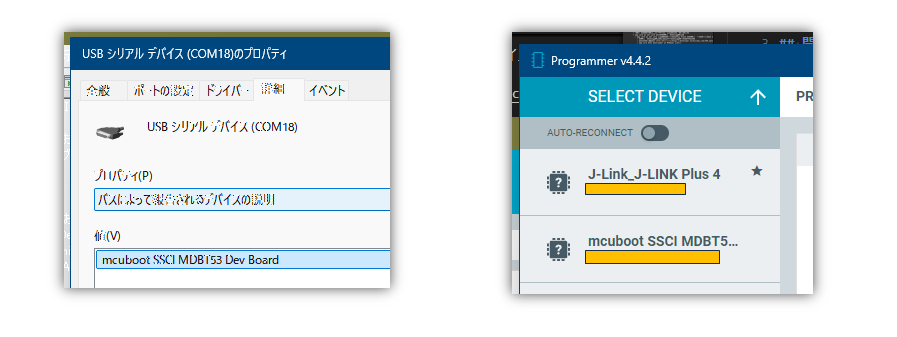 USB シリアル デバイス (COM18)のプロパティ
全般
ポートの設定
ドライバー
詳細
イベント
USB シリアル デバイス (COM18)
プロパティ(P)
バスによって報告されるデバイスの説明
値(V)
mcuboot SSCI MDBT53 Dev Board
Programmer v4.4.2
SELECT DEVICE
PR
AUTO-RECONNECT
J-Link_J-LINK Plus 4
mcuboot SSCI MDBT5…